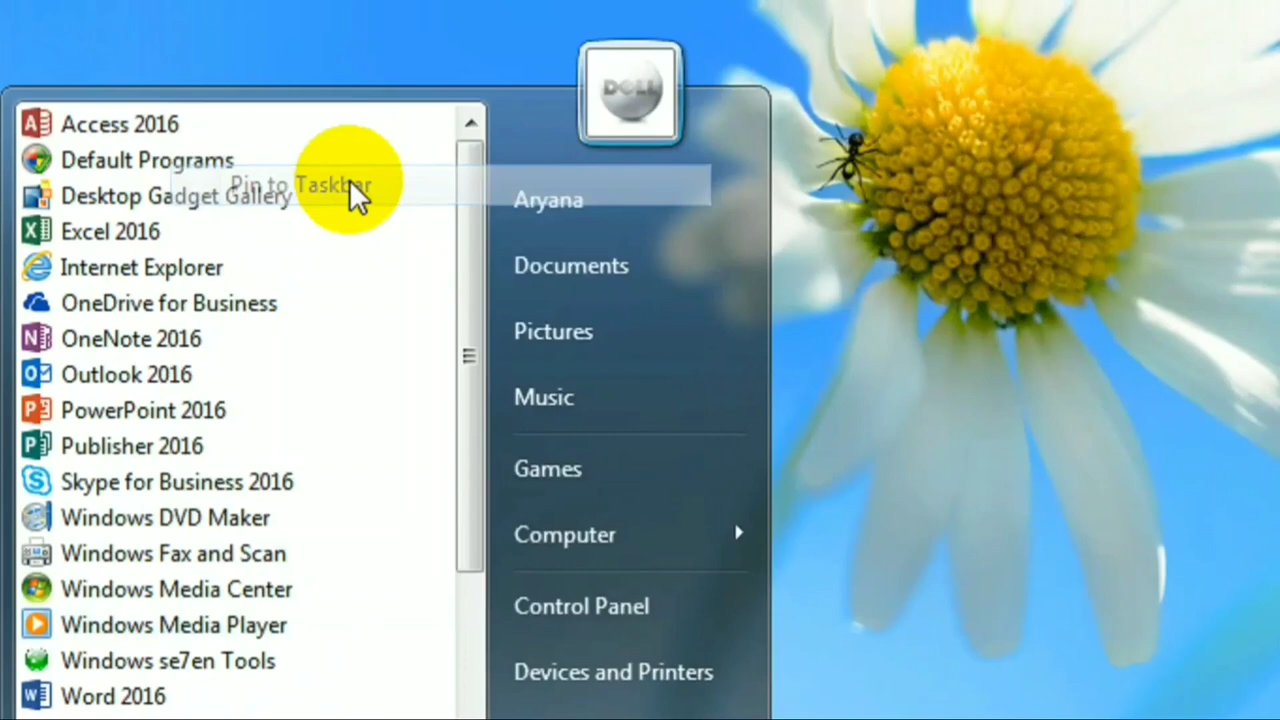 DELL
Access 2016
Default Programs
Pin to Taskbar
Desktop Gadget Gallery
Excel 2016
Internet Explorer
OneDrive for Business
OneNote 2016
Outlook 2016
PowerPoint 2016
Publisher 2016
Skype for Business 2016
Windows DVD Maker
Windows Fax and Scan
Windows Media Center
Windows Media Player
Windows se7en Tools
Word 2016
Aryana
Documents
Pictures
Music
Games
Computer
Control Panel
Devices and Printers